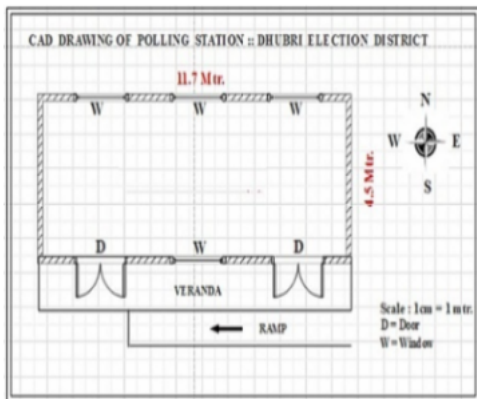 CAD DRAWING OF POLLING STATION :: DHUBRI ELECTION DISTRICT
11.7 Mtr.
W W W
N
W E
S
4.5 Mtr.
D W D
VERANDA
RAMP
Scale : 1cm = 1 mtr.
D = Door
W = Window